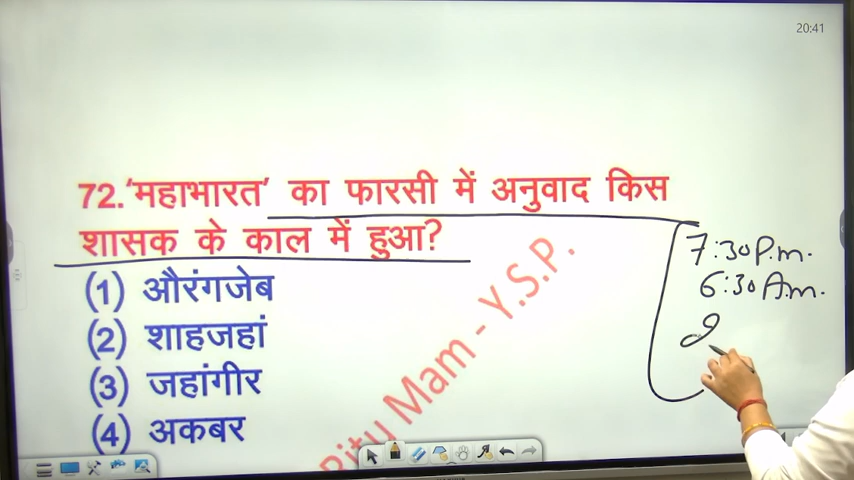 20:41
72.‘महाभारत’ का फारसी में अनुवाद किस
शासक के काल में हुआ?
(1) औरंगजेब
(2) शाहजहां
(3) जहांगीर
(4) अकबर
7:30 P.m.
6:30 A.m.
Ritu Mam - Y.S.P.